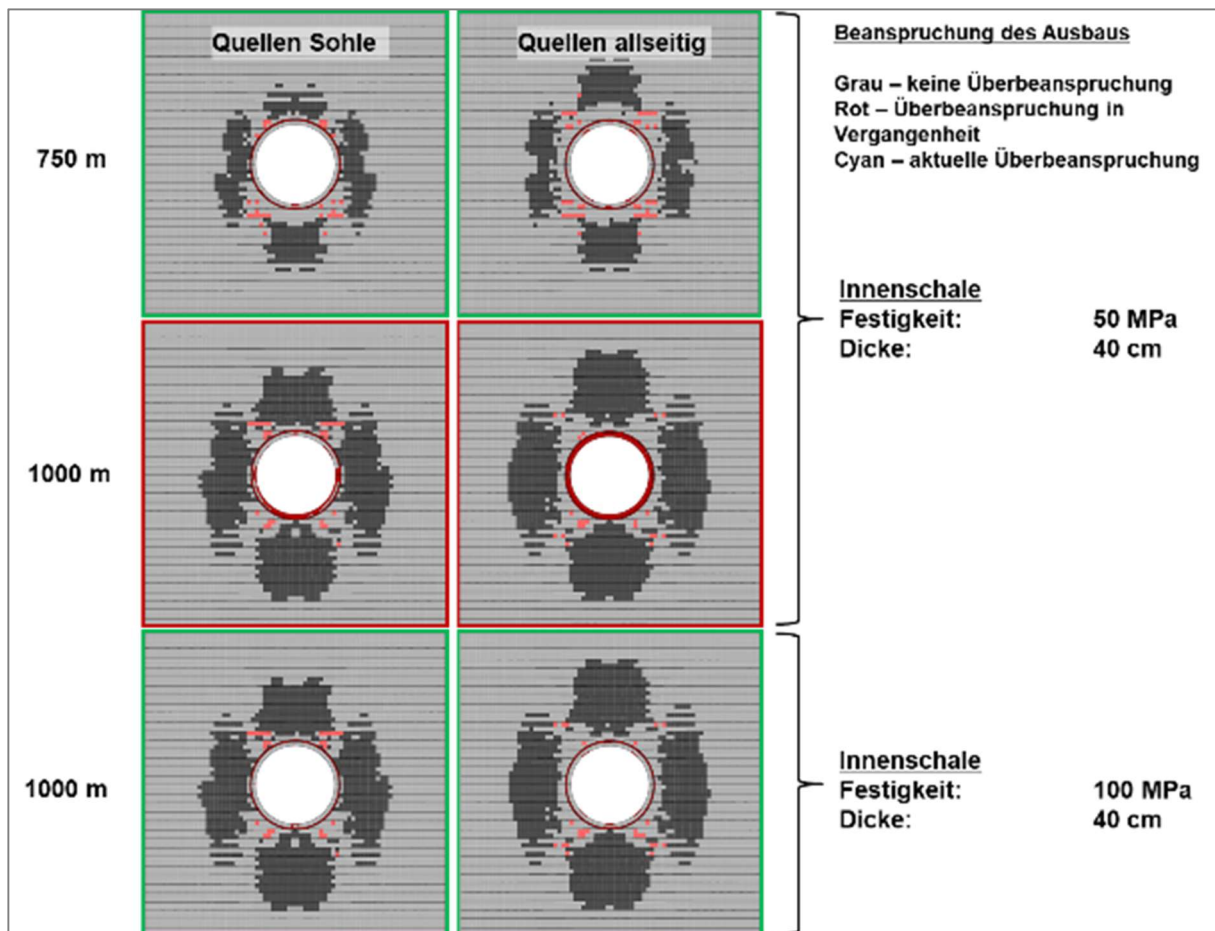 Quellen Sohle
Quellen allseitig
750 m
1000 m
1000 m
Beanspruchung des Ausbaus
Grau – keine Überbeanspruchung
Rot – Überbeanspruchung in
Vergangenheit
Cyan – aktuelle Überbeanspruchung
Innenschale
Festigkeit: 50 MPa
Dicke: 40 cm
Innenschale
Festigkeit: 100 MPa
Dicke: 40 cm